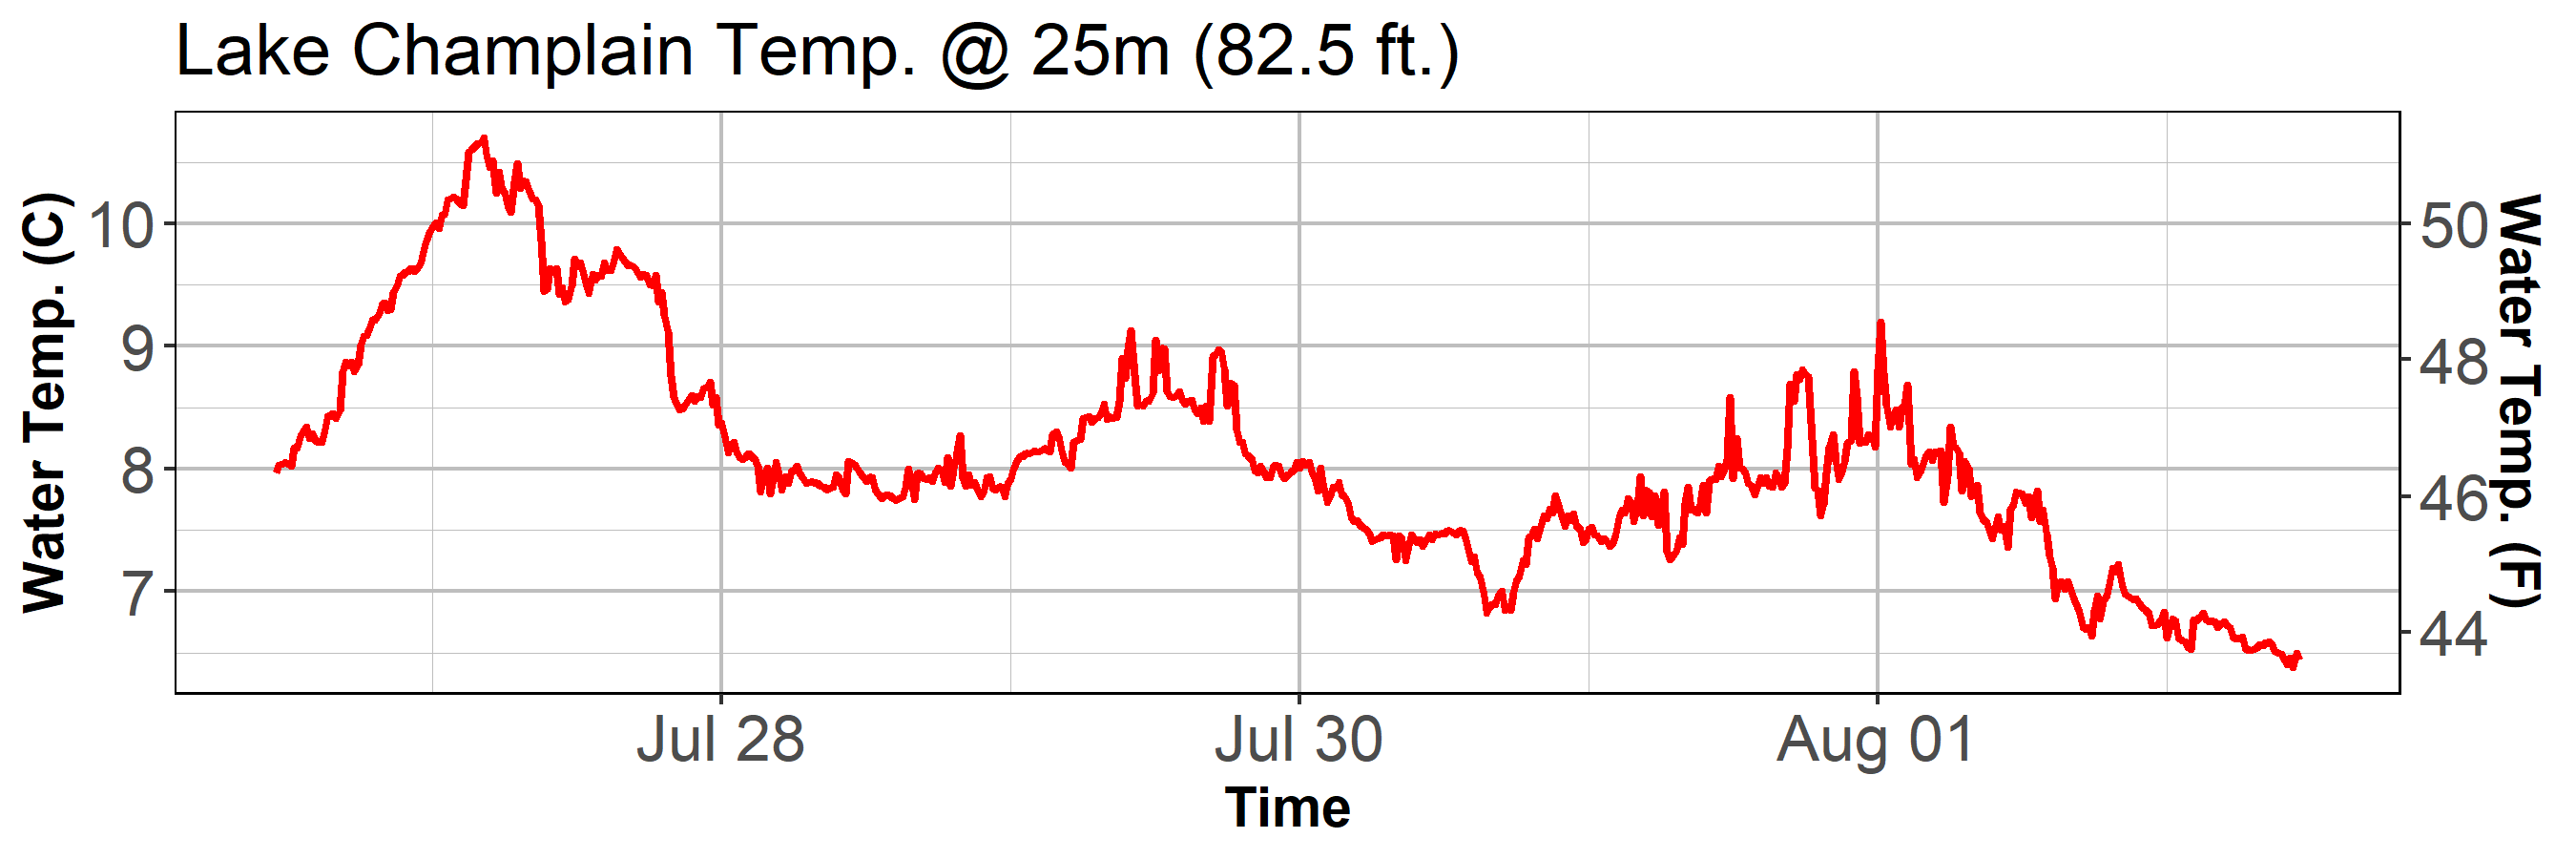 Lake Champlain Temp. @ 25m (82.5 ft.)
Water Temp. (C)
10
9
8
7
50
48
46
44
Water Temp. (F)
Jul 28
Jul 30
Aug 01
Time